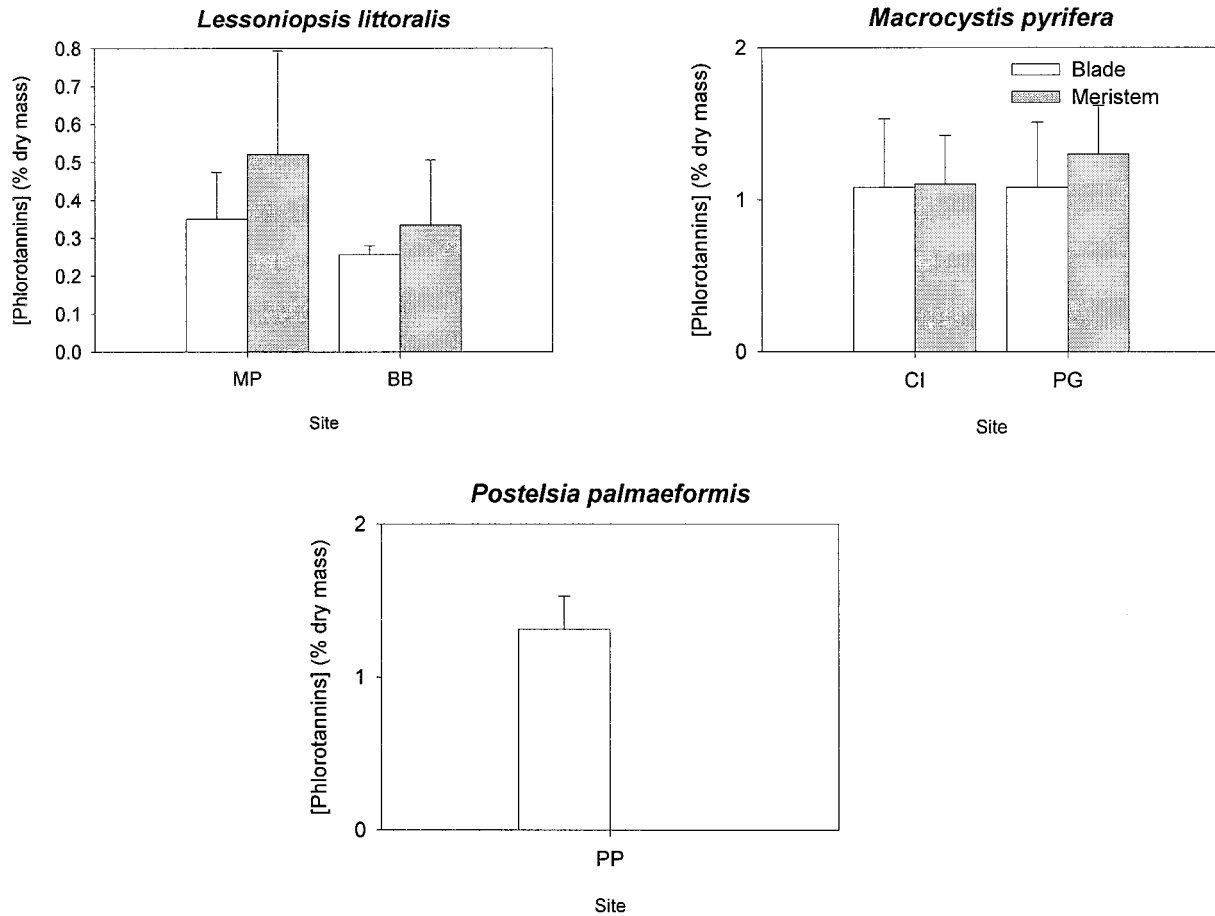 Lessoniopsis littoralis
[Phlorotannins] (% dry mass)
0.8
0.7
0.6
0.5
0.4
0.3
0.2
0.1
0.0
MP BB
Site
Macrocystis pyrifera
[Phlorotannins] (% dry mass)
2
1
0
Blade
Meristem
CI PG
Site
Postelsia palmaeformis
[Phlorotannins] (% dry mass)
2
1
0
PP
Site